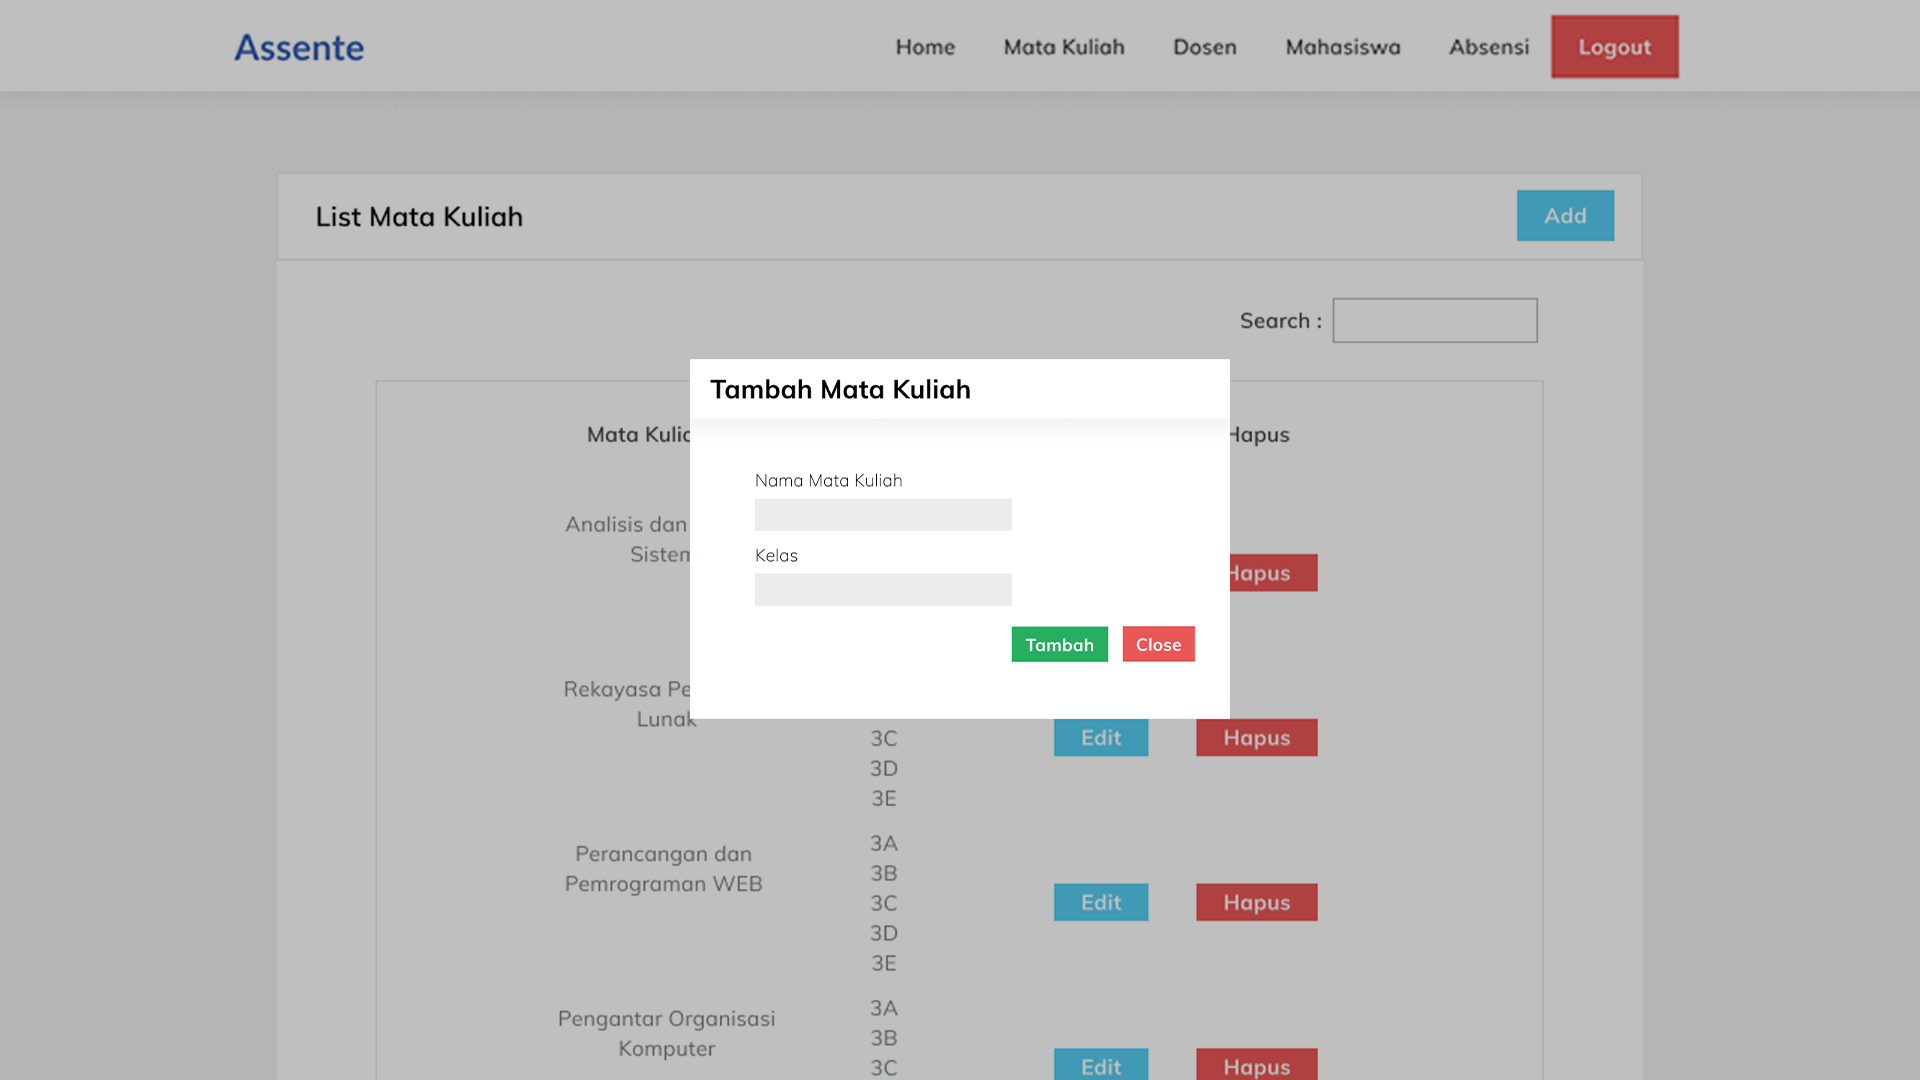 Assente
Home Mata Kuliah Dosen Mahasiswa Absensi Logout
List Mata Kuliah Add
Search :
Tambah Mata Kuliah
Mata Kulia Hapus
Nama Mata Kuliah
Analisis dan
Sistem
Kelas
Hapus
Tambah Close
Rekayasa Pe
Lunak
3C Edit Hapus
3D
3E
3A
Perancangan dan
3B
Pemrograman WEB
3C Edit Hapus
3D
3E
3A
Pengantar Organisasi
3B
Komputer
3C Edit Hapus